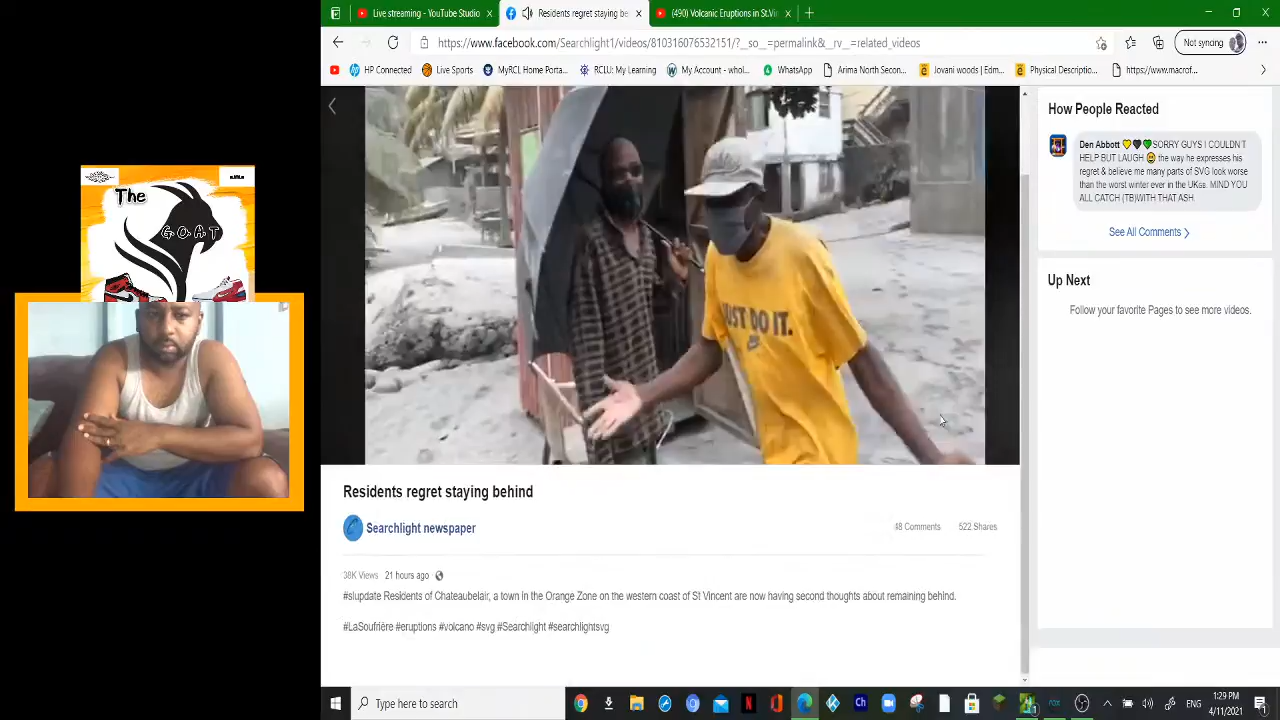 Live streaming - YouTube Studio
Residents regret staying be
(490) Volcanic Eruptions in St.Vin
https://www.facebook.com/Searchlight1/videos/810316076532151/?_so_=permalink&_rv_=related_videos
Not syncing
HP Connected
Live Sports
MyRCL Home Porta...
RCLU: My Learning
My Account - whol...
WhatsApp
Arima North Secon...
Jovani woods | Edm...
Physical Descriptio...
https://www.macror...
The
G.O.A.T
JUST DO IT.
How People Reacted
Den Abbott 💛🖤💚SORRY GUYS I COULDN'T
HELP BUT LAUGH
may he expresses his
regret. Believe me many parts of SVG look worse
than the worst winter ever in the UK
MIND YOU
ALL CATCH (TB)WITH THAT ASH.
See All Comments
Up Next
Follow your favorite Pages to see more videos.
Residents regret staying behind
Searchlight newspaper
48 Comments
522 Shares
38K Views
21 hours ago
#slupdate Residents of Chateaubelair, a town in the Orange Zone on the western coast of St Vincent are now having second thoughts about remaining behind.
#LaSoufrière #eruptions #volcano #svg #Searchlight #searchlightsvg
Type here to search
ENG
1:29 PM
4/11/2021